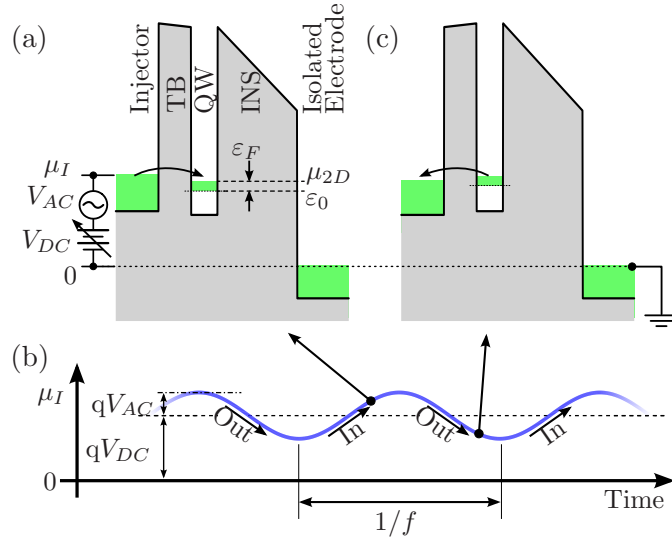 (a)
(c)
Injector
TB
QW
INS
Isolated
Electrode
ε_F
μ_I
μ_2D
V_AC
ε_0
V_DC
0
(b)
μ_I
qV_AC
Out
In
Out
In
qV_DC
0
Time
1/f